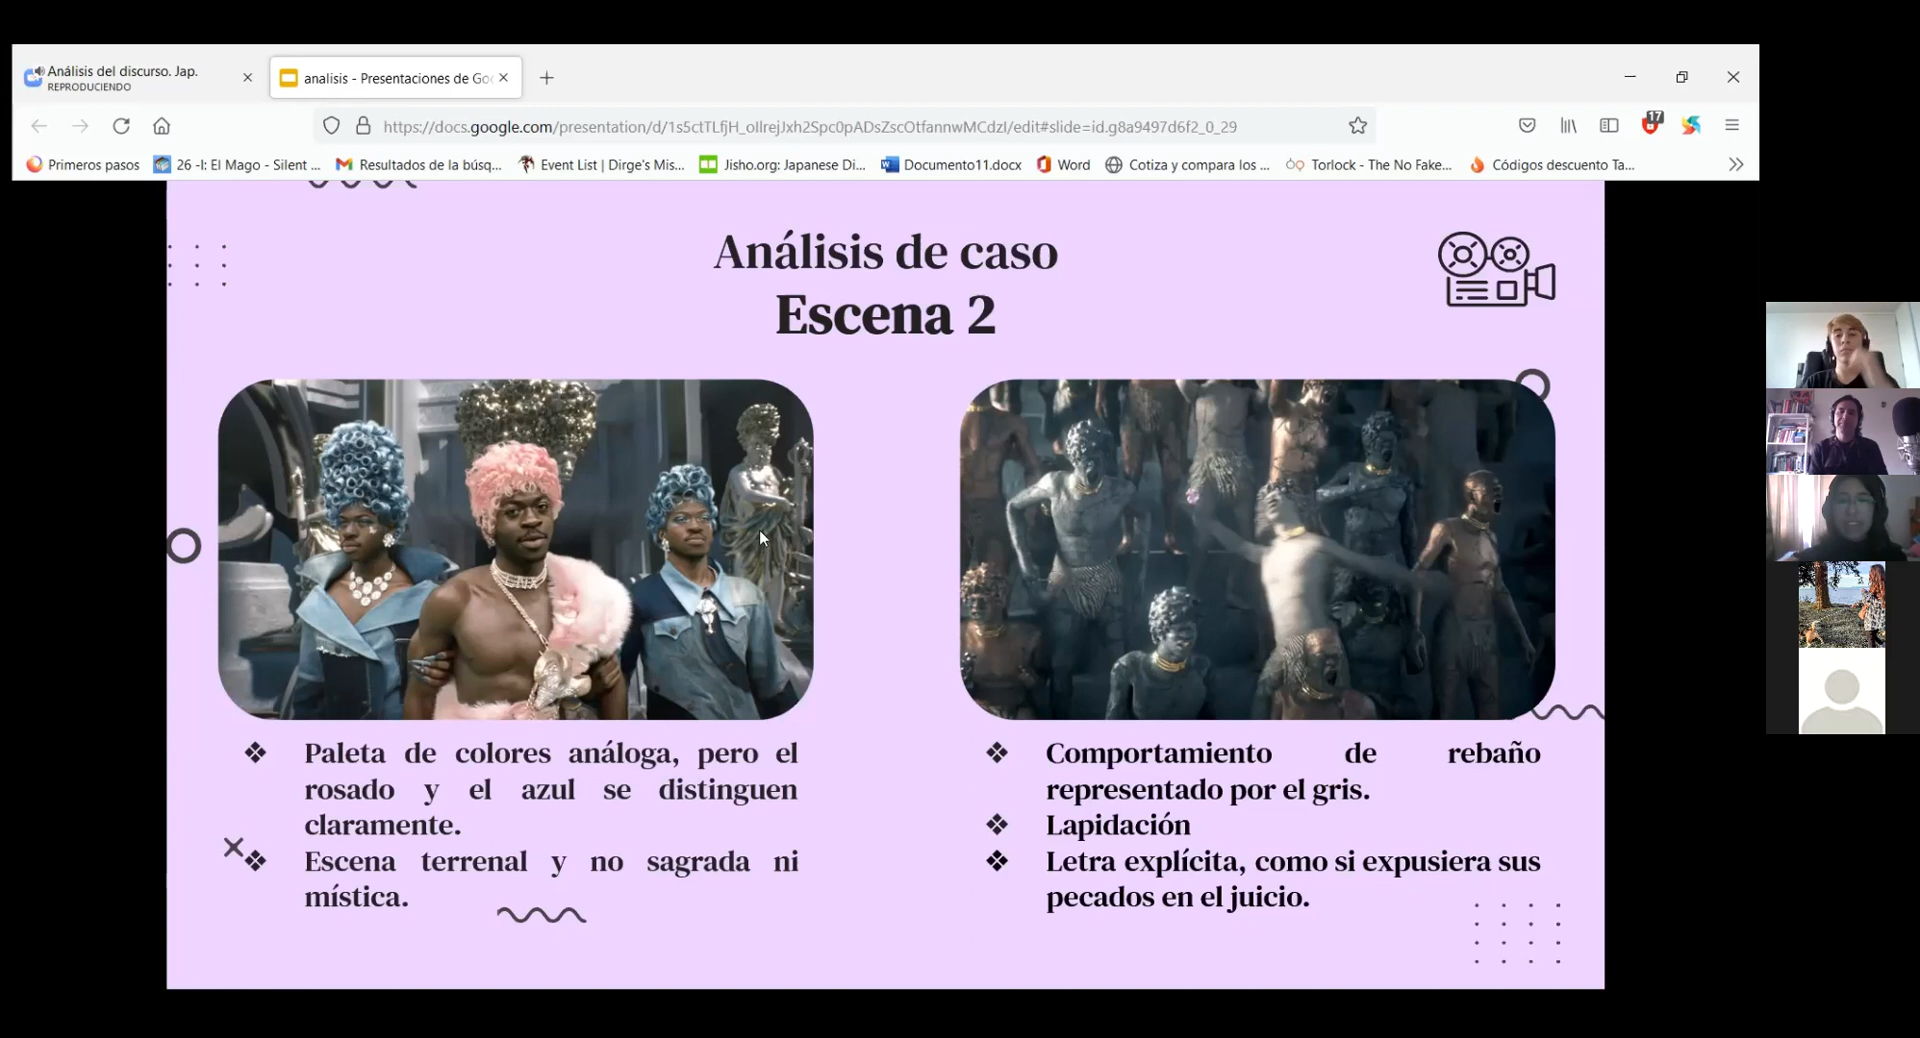 Análisis del discurso. Jap.
REPRODUCIENDO
analisis - Presentaciones de Goo
https://docs.google.com/presentation/d/1s5ctTLfjH_oIlrejJxh2Spc0pADsZscOtfannwMCdzI/edit#slide=id.g8a9497d6f2_0_29
17
Primeros pasos
26 -I: El Mago - Silent ...
Resultados de la búsq...
Event List | Dirge's Mis...
Jisho.org: Japanese Di...
Documento11.docx
Word
Cotiza y compara los ...
Torlock - The No Fake...
Códigos descuento Ta...
Análisis de caso
Escena 2
❖ Paleta de colores análoga, pero el
rosado y el azul se distinguen
claramente.
❖ Escena terrenal y no sagrada ni
mística.
❖ Comportamiento de rebaño
representado por el gris.
❖ Lapidación
❖ Letra explícita, como si expusiera sus
pecados en el juicio.